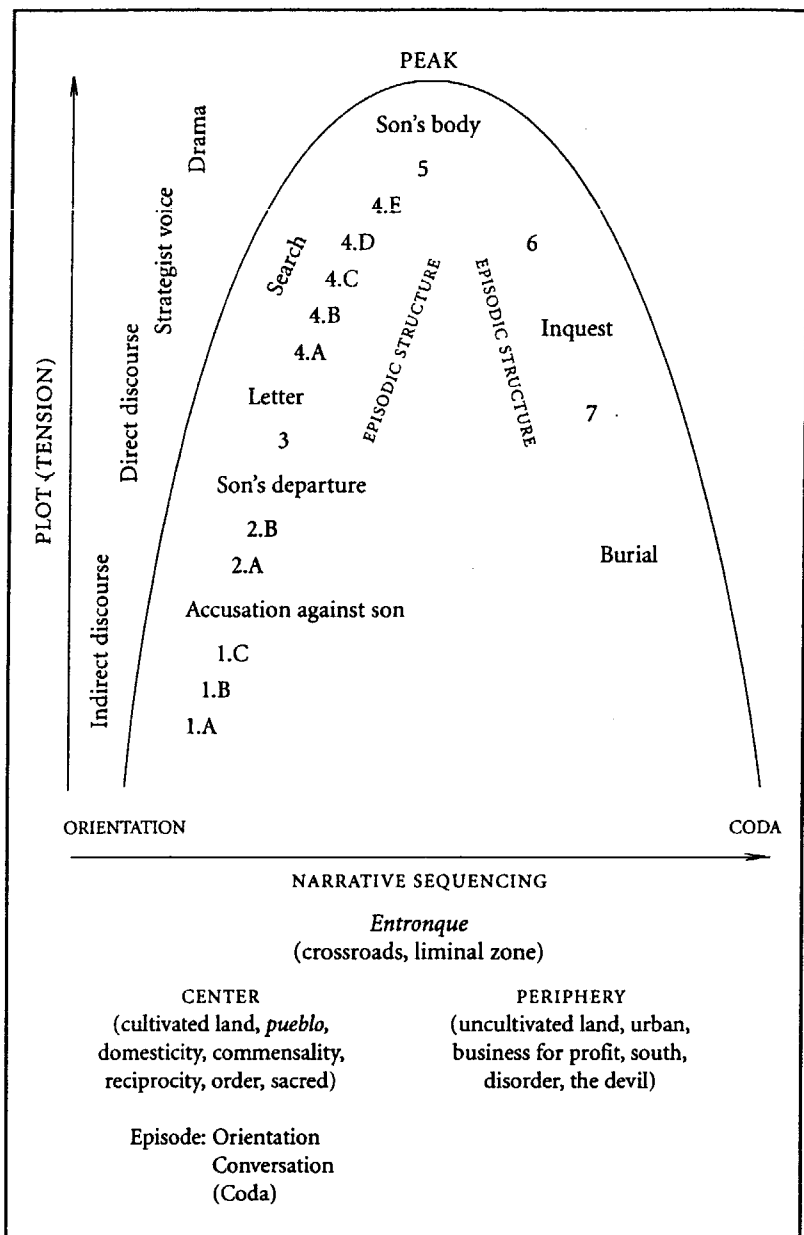 PEAK
Drama
Son's body
5
4.E
Strategist voice
Search
4.D
6
4.C
EPISODIC STRUCTURE
EPISODIC STRUCTURE
4.B
Inquest
4.A
Direct discourse
Letter
7
PLOT (TENSION)
3
Son's departure
2.B
Burial
2.A
Indirect discourse
Accusation against son
1.C
1.B
1.A
ORIENTATION
CODA
NARRATIVE SEQUENCING
Entronque
(crossroads, liminal zone)
CENTER
(cultivated land, pueblo,
domesticity, commensality,
reciprocity, order, sacred)
PERIPHERY
(uncultivated land, urban,
business for profit, south,
disorder, the devil)
Episode: Orientation
Conversation
(Coda)